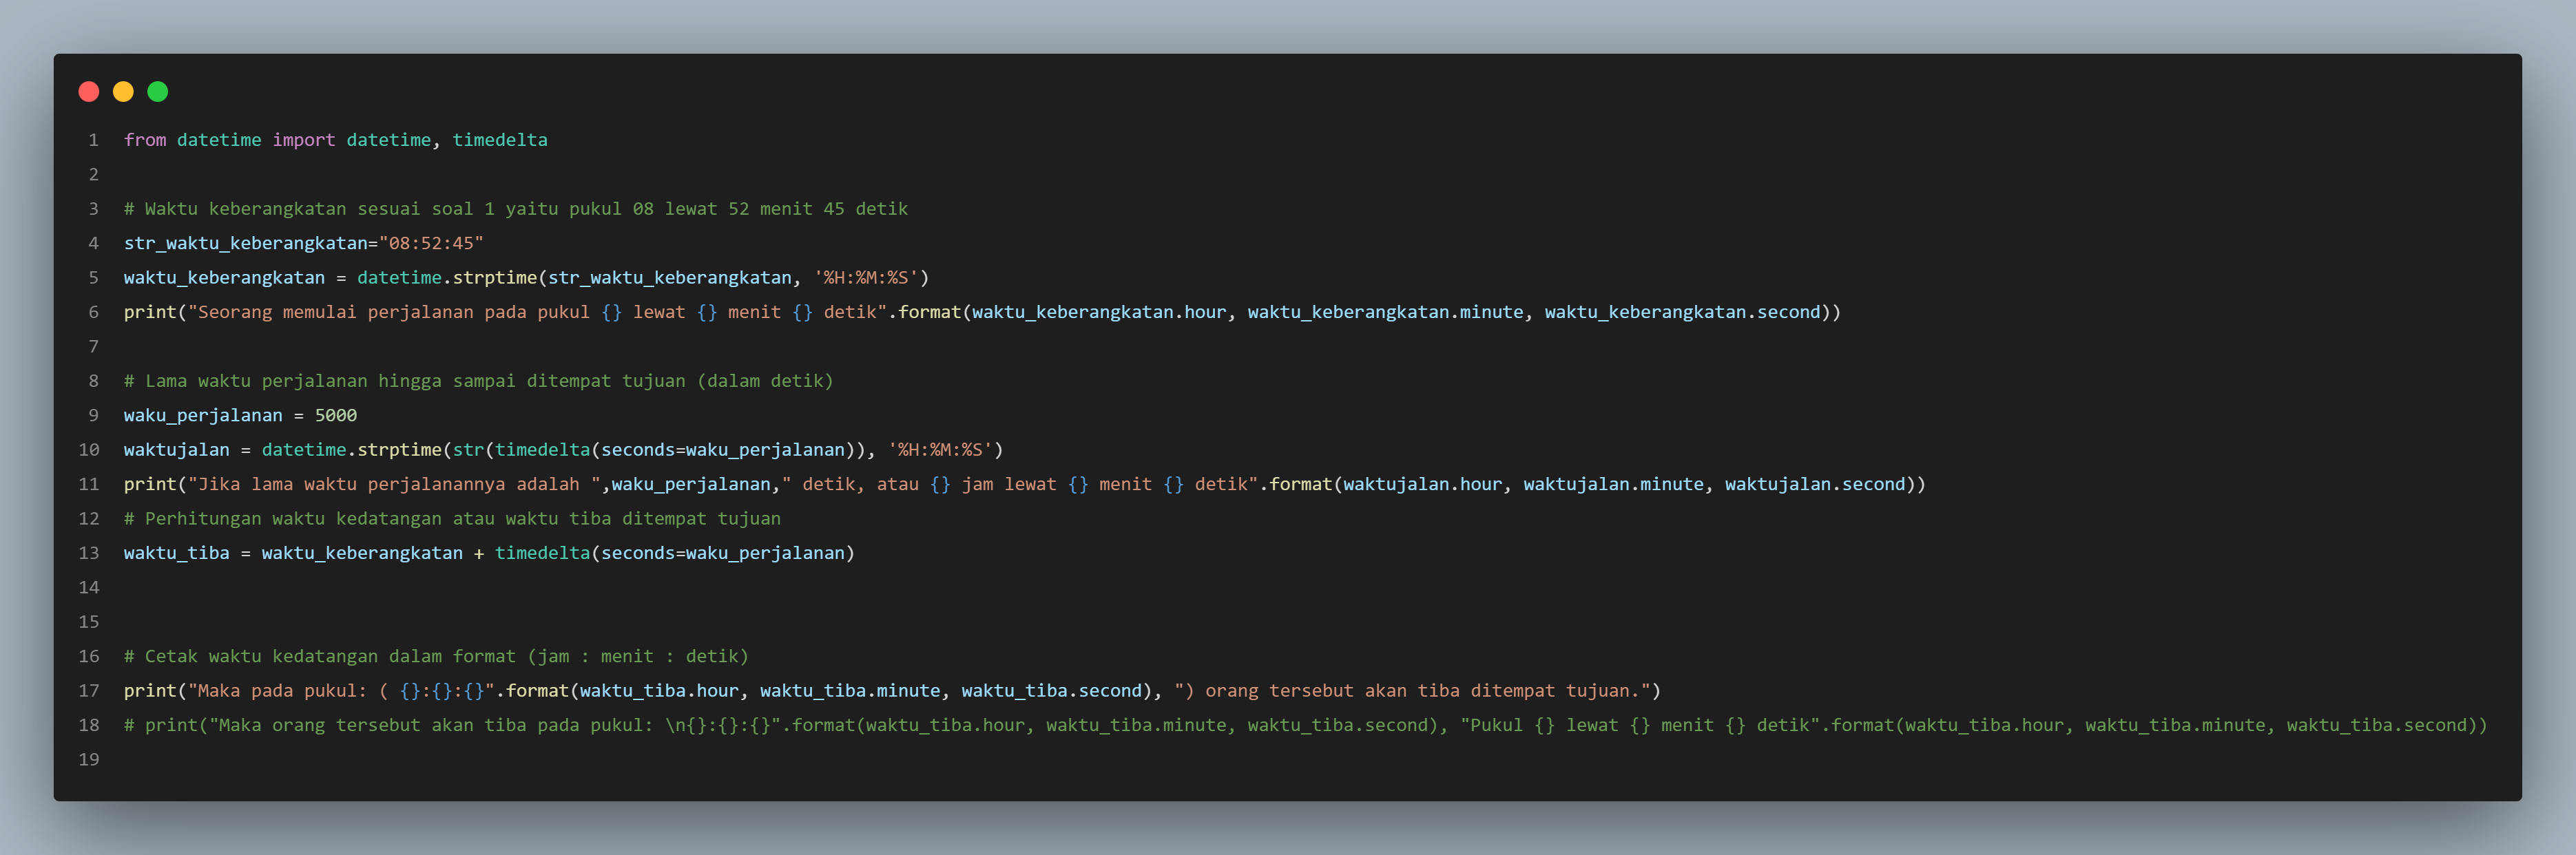 1 from datetime import datetime, timedelta
2
3 # Waktu keberangkatan sesuai soal 1 yaitu pukul 08 lewat 52 menit 45 detik
4 str_waktu_keberangkatan="08:52:45"
5 waktu_keberangkatan = datetime.strptime(str_waktu_keberangkatan, '%H:%M:%S')
6 print("Seorang memulai perjalanan pada pukul {} lewat {} menit {} detik".format(waktu_keberangkatan.hour, waktu_keberangkatan.minute, waktu_keberangkatan.second))
7
8 # Lama waktu perjalanan hingga sampai ditempat tujuan (dalam detik)
9 waku_perjalanan = 5000
10 waktujalan = datetime.strptime(str(timedelta(seconds=waku_perjalanan)), '%H:%M:%S')
11 print("Jika lama waktu perjalanannya adalah ",waku_perjalanan," detik, atau {} jam lewat {} menit {} detik".format(waktujalan.hour, waktujalan.minute, waktujalan.second))
12 # Perhitungan waktu kedatangan atau waktu tiba ditempat tujuan
13 waktu_tiba = waktu_keberangkatan + timedelta(seconds=waku_perjalanan)
14
15
16 # Cetak waktu kedatangan dalam format (jam : menit : detik)
17 print("Maka pada pukul: ( {}:{}:{}".format(waktu_tiba.hour, waktu_tiba.minute, waktu_tiba.second), ") orang tersebut akan tiba ditempat tujuan.")
18 # print("Maka orang tersebut akan tiba pada pukul: \n{}:{}:{}".format(waktu_tiba.hour, waktu_tiba.minute, waktu_tiba.second), "Pukul {} lewat {} menit {} detik".format(waktu_tiba.hour, waktu_tiba.minute, waktu_tiba.second))
19